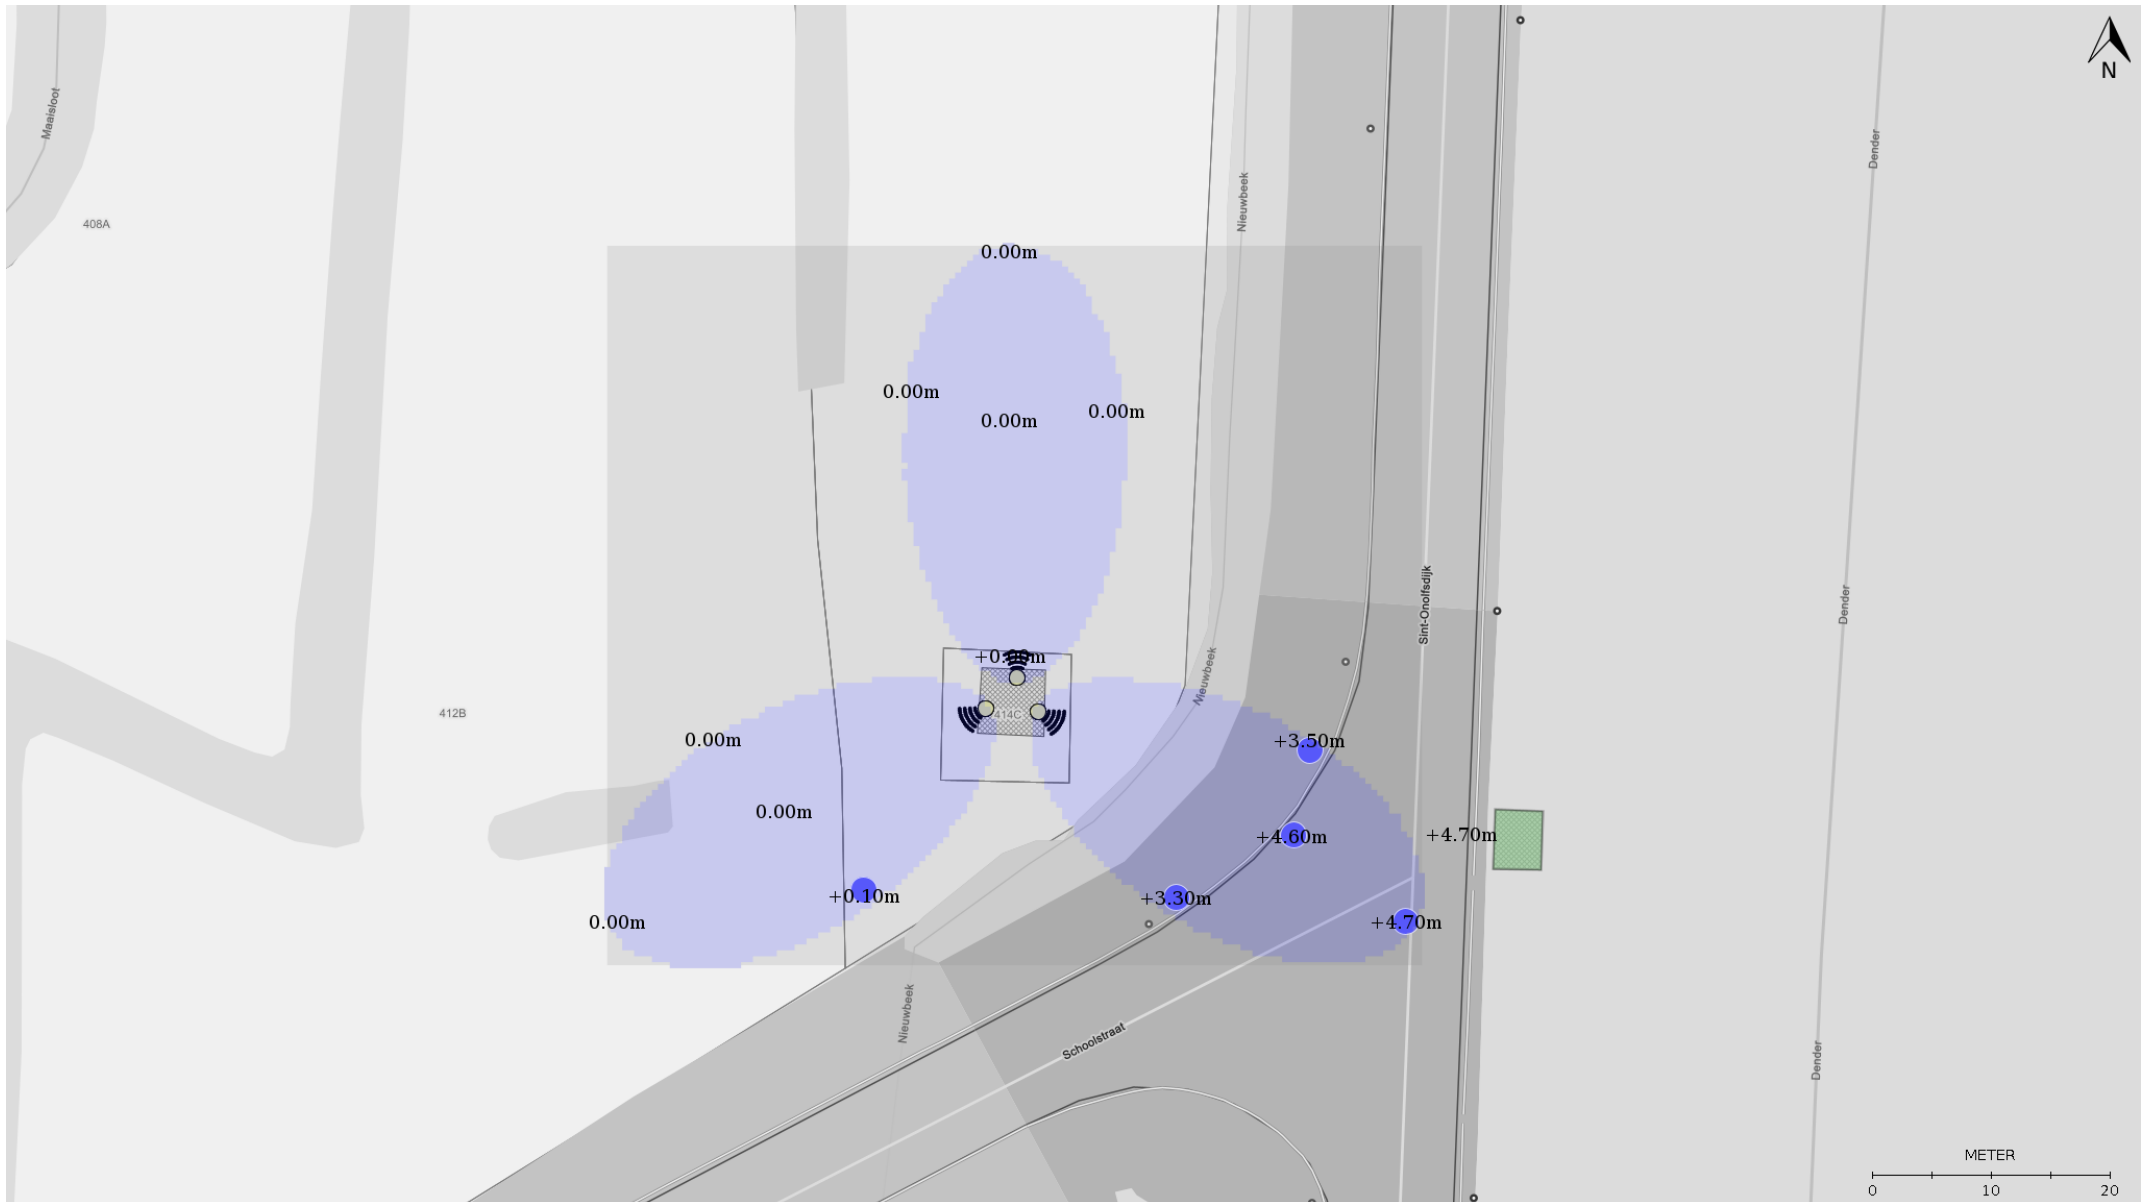 N
Maaisloot
Dender
Nieuwbeek
408A
0.00m
0.00m
0.00m
0.00m
Sint-Onolfsdijk
Dender
Nieuwbeek
412B
414C
0.00m
+3.50m
0.00m
+4.60m
+4.70m
+0.10m
+3.30m
0.00m
+4.70m
Nieuwbeek
Schoolstraat
Dender
METER
0 10 20